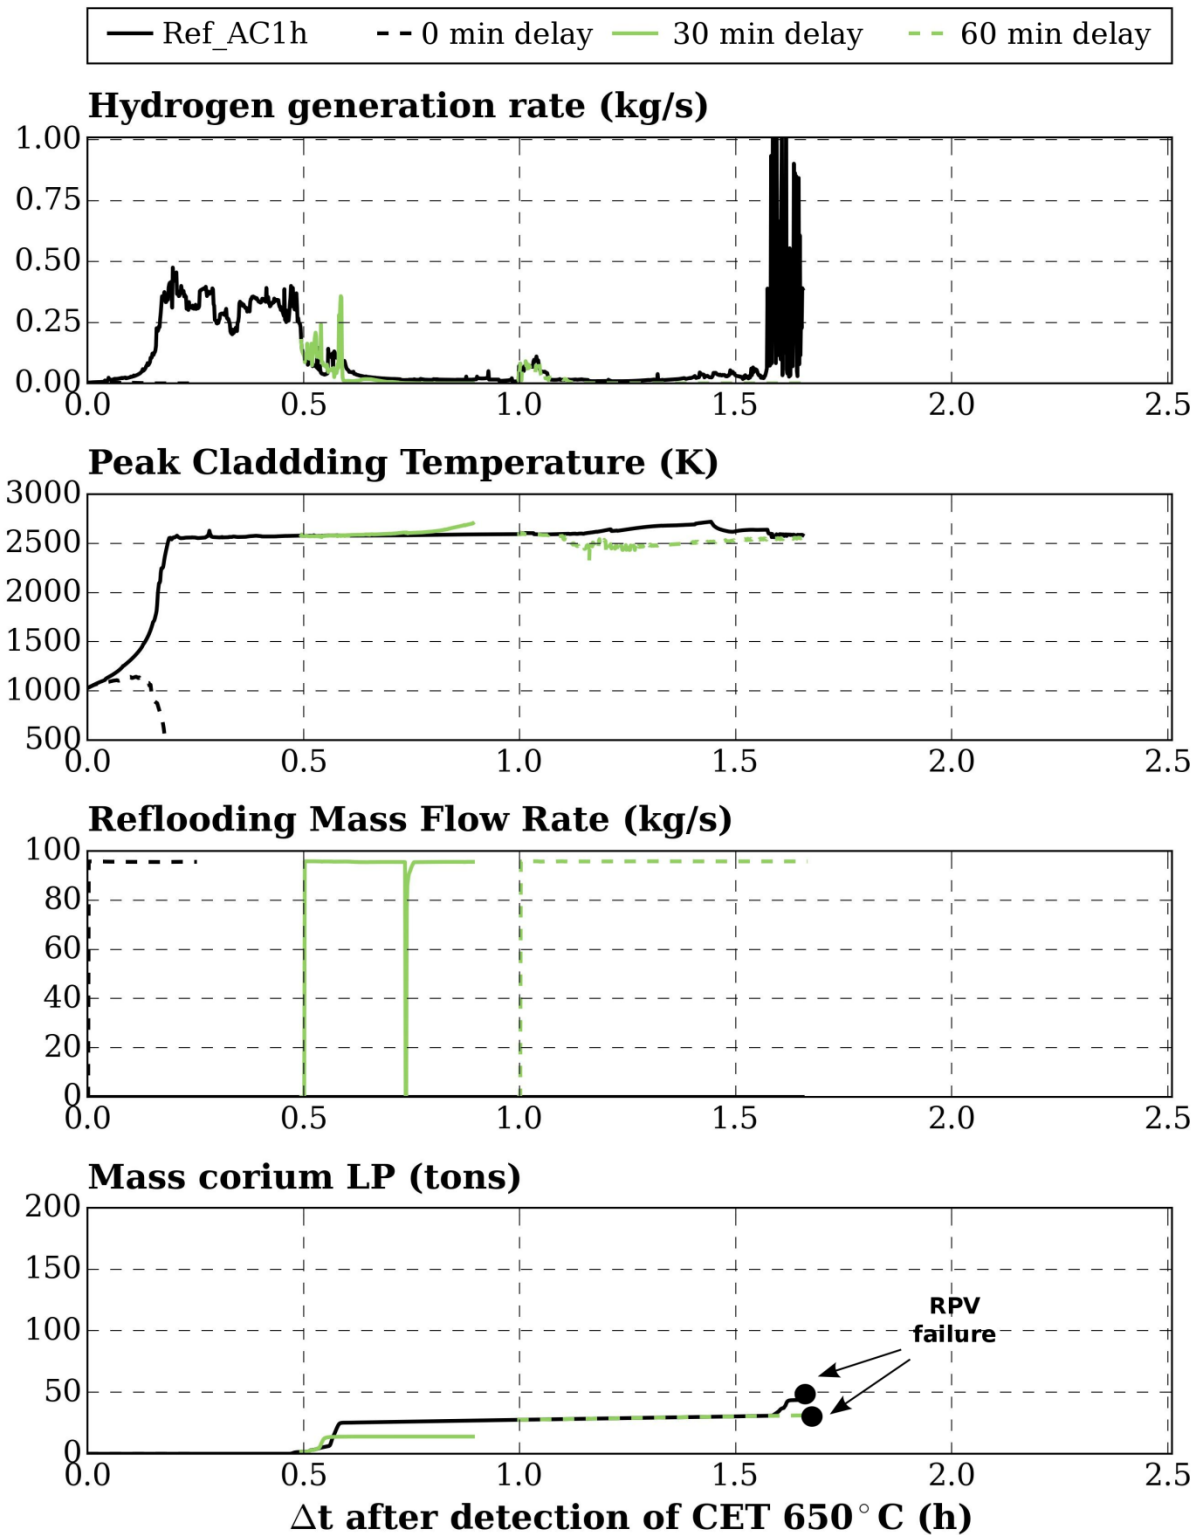 Ref_AC1h 0 min delay 30 min delay 60 min delay
Hydrogen generation rate (kg/s)
1.00
0.75
0.50
0.25
0.00
0.0 0.5 1.0 1.5 2.0 2.5
Peak Claddding Temperature (K)
3000
2500
2000
1500
1000
500
0.0 0.5 1.0 1.5 2.0 2.5
Reflooding Mass Flow Rate (kg/s)
100
80
60
40
20
0
0.0 0.5 1.0 1.5 2.0 2.5
Mass corium LP (tons)
200
150
100
50
0
RPV
failure
0.0 0.5 1.0 1.5 2.0 2.5
Δt after detection of CET 650°C (h)